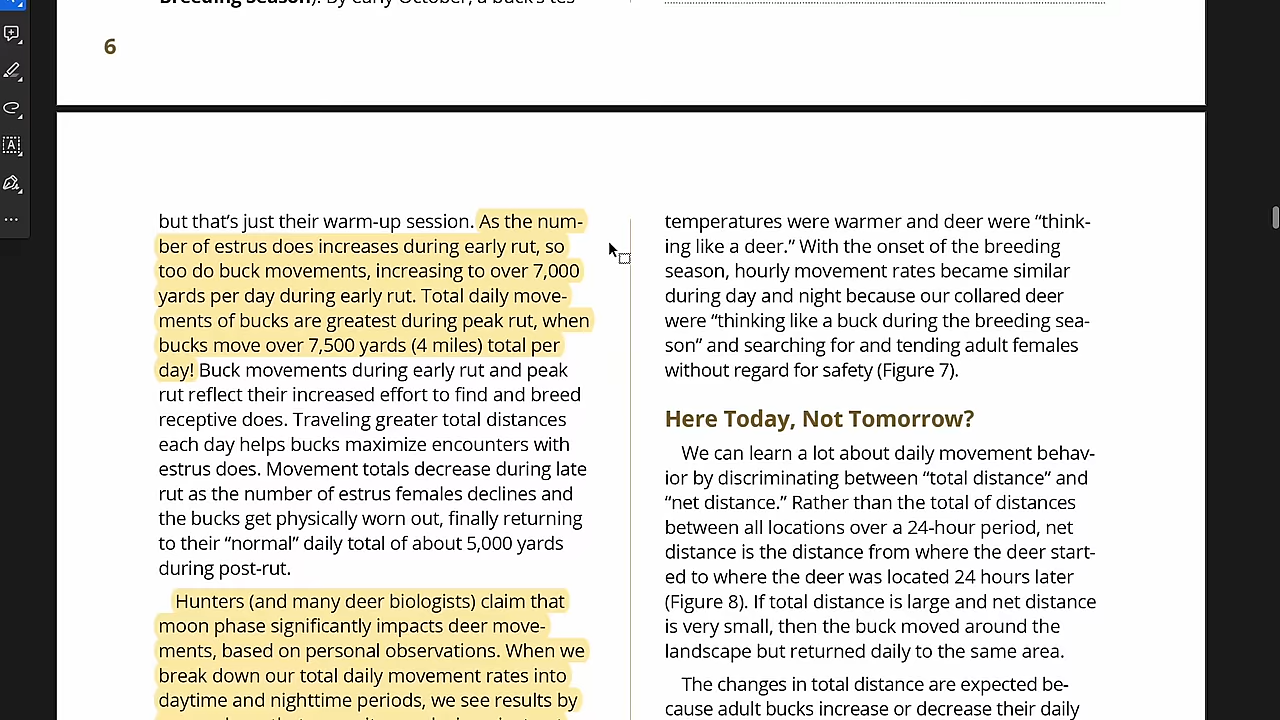 Breeding Season). By early October, a buck's tes-
6
but that's just their warm-up session. As the num-
ber of estrus does increases during early rut, so
too do buck movements, increasing to over 7,000
yards per day during early rut. Total daily move-
ments of bucks are greatest during peak rut, when
bucks move over 7,500 yards (4 miles) total per
day! Buck movements during early rut and peak
rut reflect their increased effort to find and breed
receptive does. Traveling greater total distances
each day helps bucks maximize encounters with
estrus does. Movement totals decrease during late
rut as the number of estrus females declines and
the bucks get physically worn out, finally returning
to their “normal” daily total of about 5,000 yards
during post-rut.
Hunters (and many deer biologists) claim that
moon phase significantly impacts deer move-
ments, based on personal observations. When we
break down our total daily movement rates into
daytime and nighttime periods, we see results by
temperatures were warmer and deer were “think-
ing like a deer.” With the onset of the breeding
season, hourly movement rates became similar
during day and night because our collared deer
were “thinking like a buck during the breeding sea-
son” and searching for and tending adult females
without regard for safety (Figure 7).
Here Today, Not Tomorrow?
We can learn a lot about daily movement behav-
ior by discriminating between “total distance” and
“net distance.” Rather than the total of distances
between all locations over a 24-hour period, net
distance is the distance from where the deer start-
ed to where the deer was located 24 hours later
(Figure 8). If total distance is large and net distance
is very small, then the buck moved around the
landscape but returned daily to the same area.
The changes in total distance are expected be-
cause adult bucks increase or decrease their daily